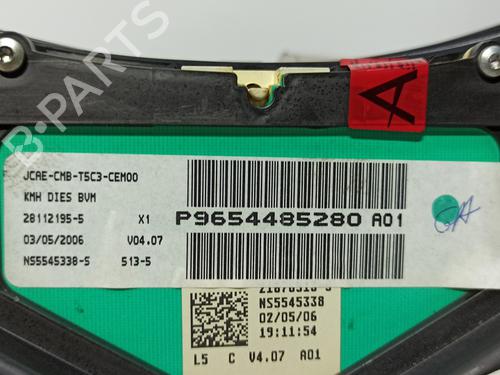 A
B-PARTS
JCAE-CMB-T5C3-CEM00
KMH DIES BVM
28112195-5 X1
03/05/2006 V04.07
NS5545338-S 513-5
P9654485280 A01
NS5545338
02/05/06
19:11:54
L5 C V4.07 A01